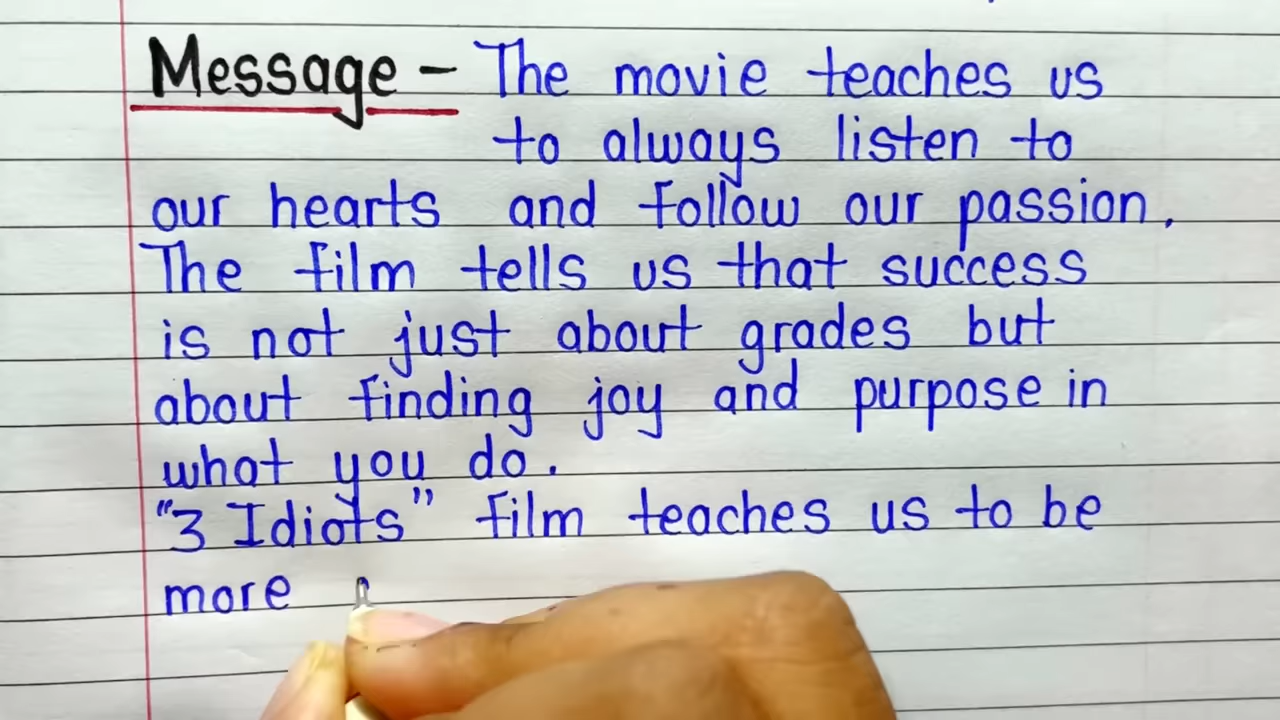 Message - The movie teaches us
to always listen to
our hearts and follow our passion.
The film tells us that success
is not just about grades but
about finding joy and purpose in
what you do.
"3 Idiots" film teaches us to be
more